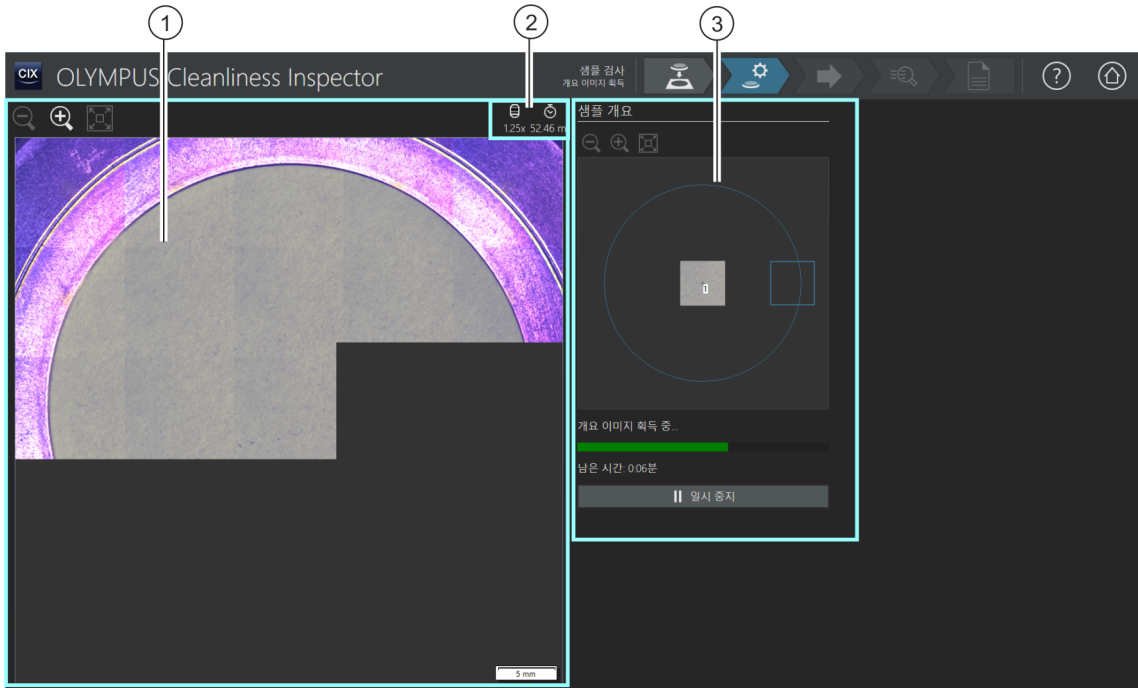 1
2
3
CIX
OLYMPUS Cleanliness Inspector
샘플 검사
개요 이미지 획득
?
1.25x 52.46 m
샘플 개요
1
개요 이미지 획득 중...
남은 시간: 0:06분
일시 중지
5 mm